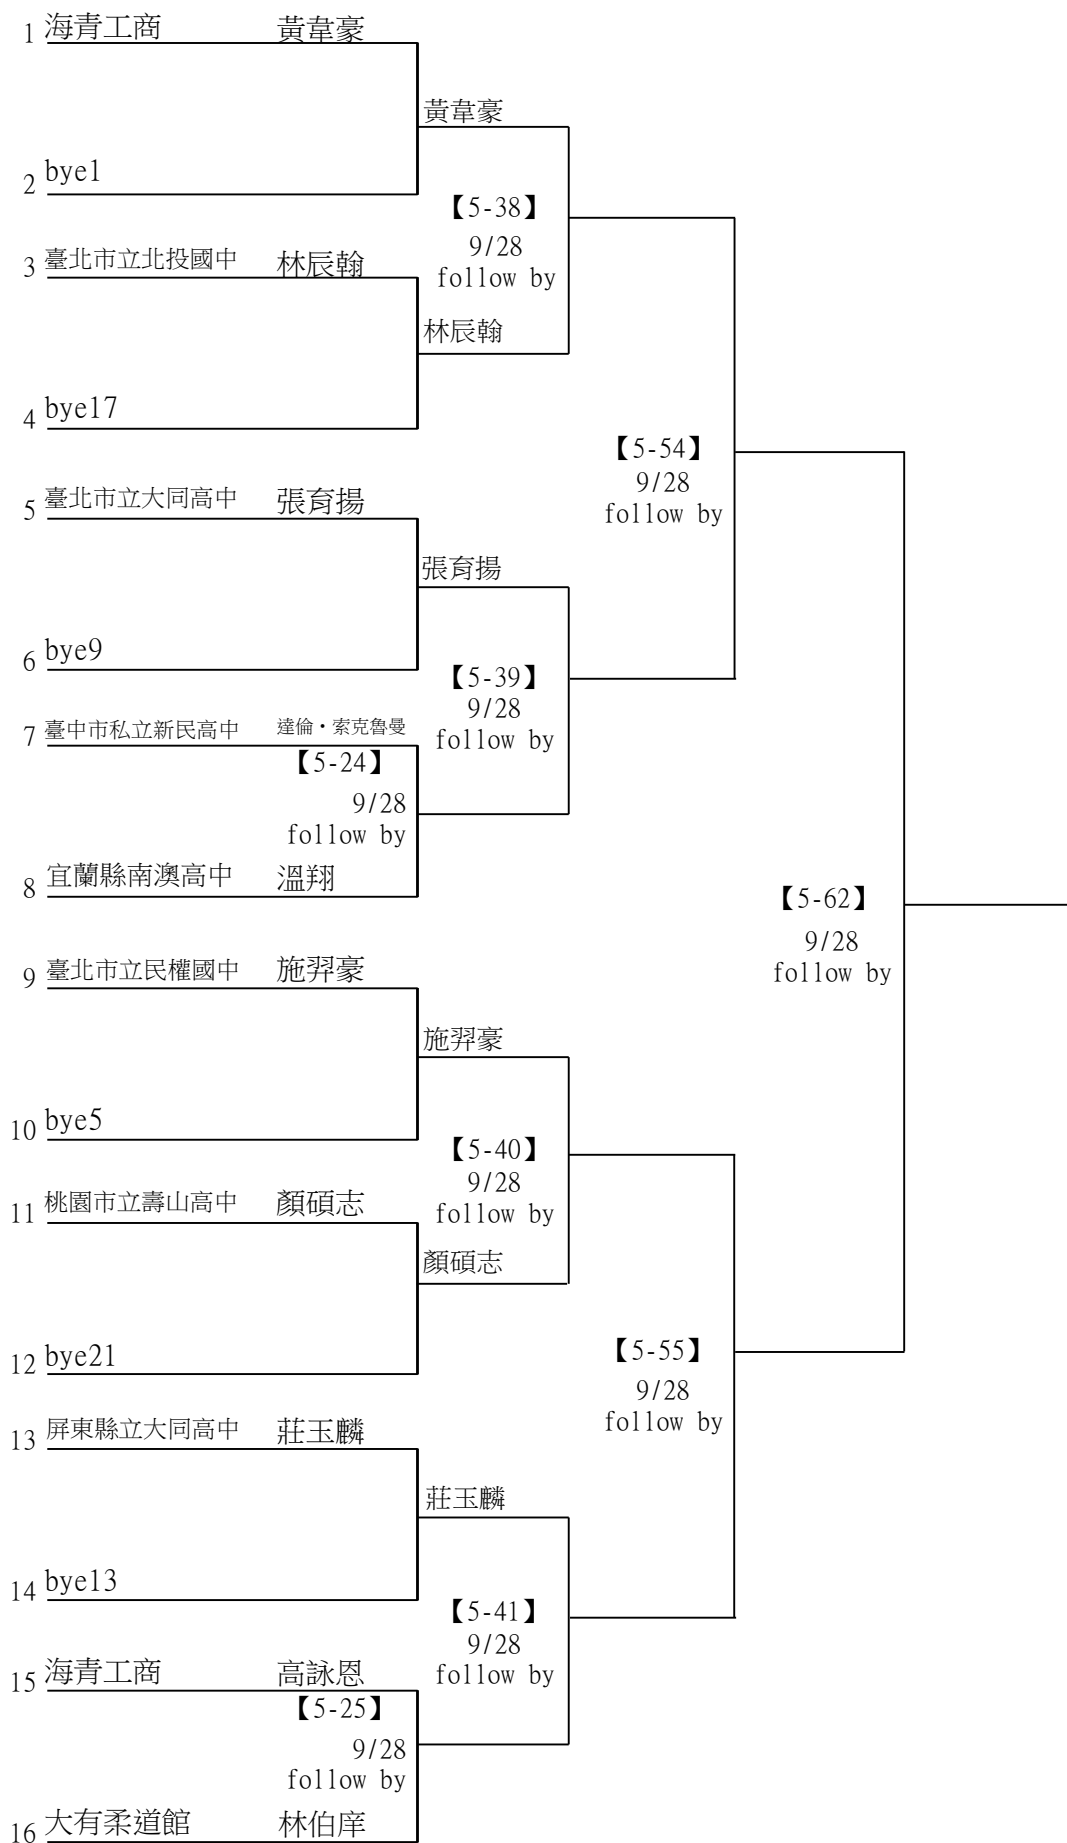 1 海青工商 黃韋豪
黃韋豪
2 bye1
【5-38】
9/28
follow by
3 臺北市立北投國中 林辰翰
林辰翰
4 bye17
【5-54】
9/28
follow by
5 臺北市立大同高中 張育揚
張育揚
6 bye9
【5-39】
9/28
follow by
7 臺中市私立新民高中 達倫・索克魯曼
【5-24】
9/28
follow by
8 宜蘭縣南澳高中 溫翔
【5-62】
9/28
follow by
9 臺北市立民權國中 施羿豪
施羿豪
10 bye5
【5-40】
9/28
follow by
11 桃園市立壽山高中 顏碩志
顏碩志
12 bye21
【5-55】
9/28
follow by
13 屏東縣立大同高中 莊玉麟
莊玉麟
14 bye13
【5-41】
9/28
follow by
15 海青工商 高詠恩
【5-25】
9/28
follow by
16 大有柔道館 林伯庠